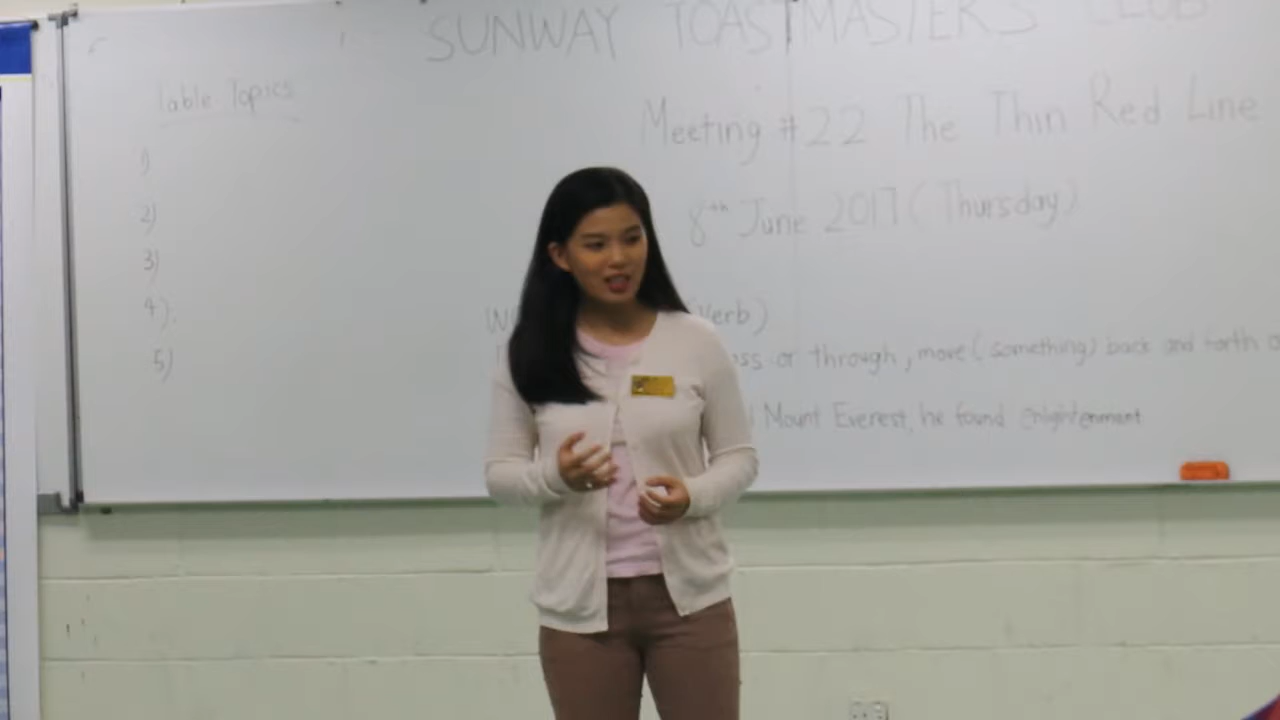 SUNWAY TOASTMASTERS CLUB
Table Topics
Meeting #22 The Thin Red Line
1)
2)
8th June 2017 (Thursday)
3)
4)
W
Verb)
5)
ss or through, move (something) back and forth
Mount Everest, he found enlightenment